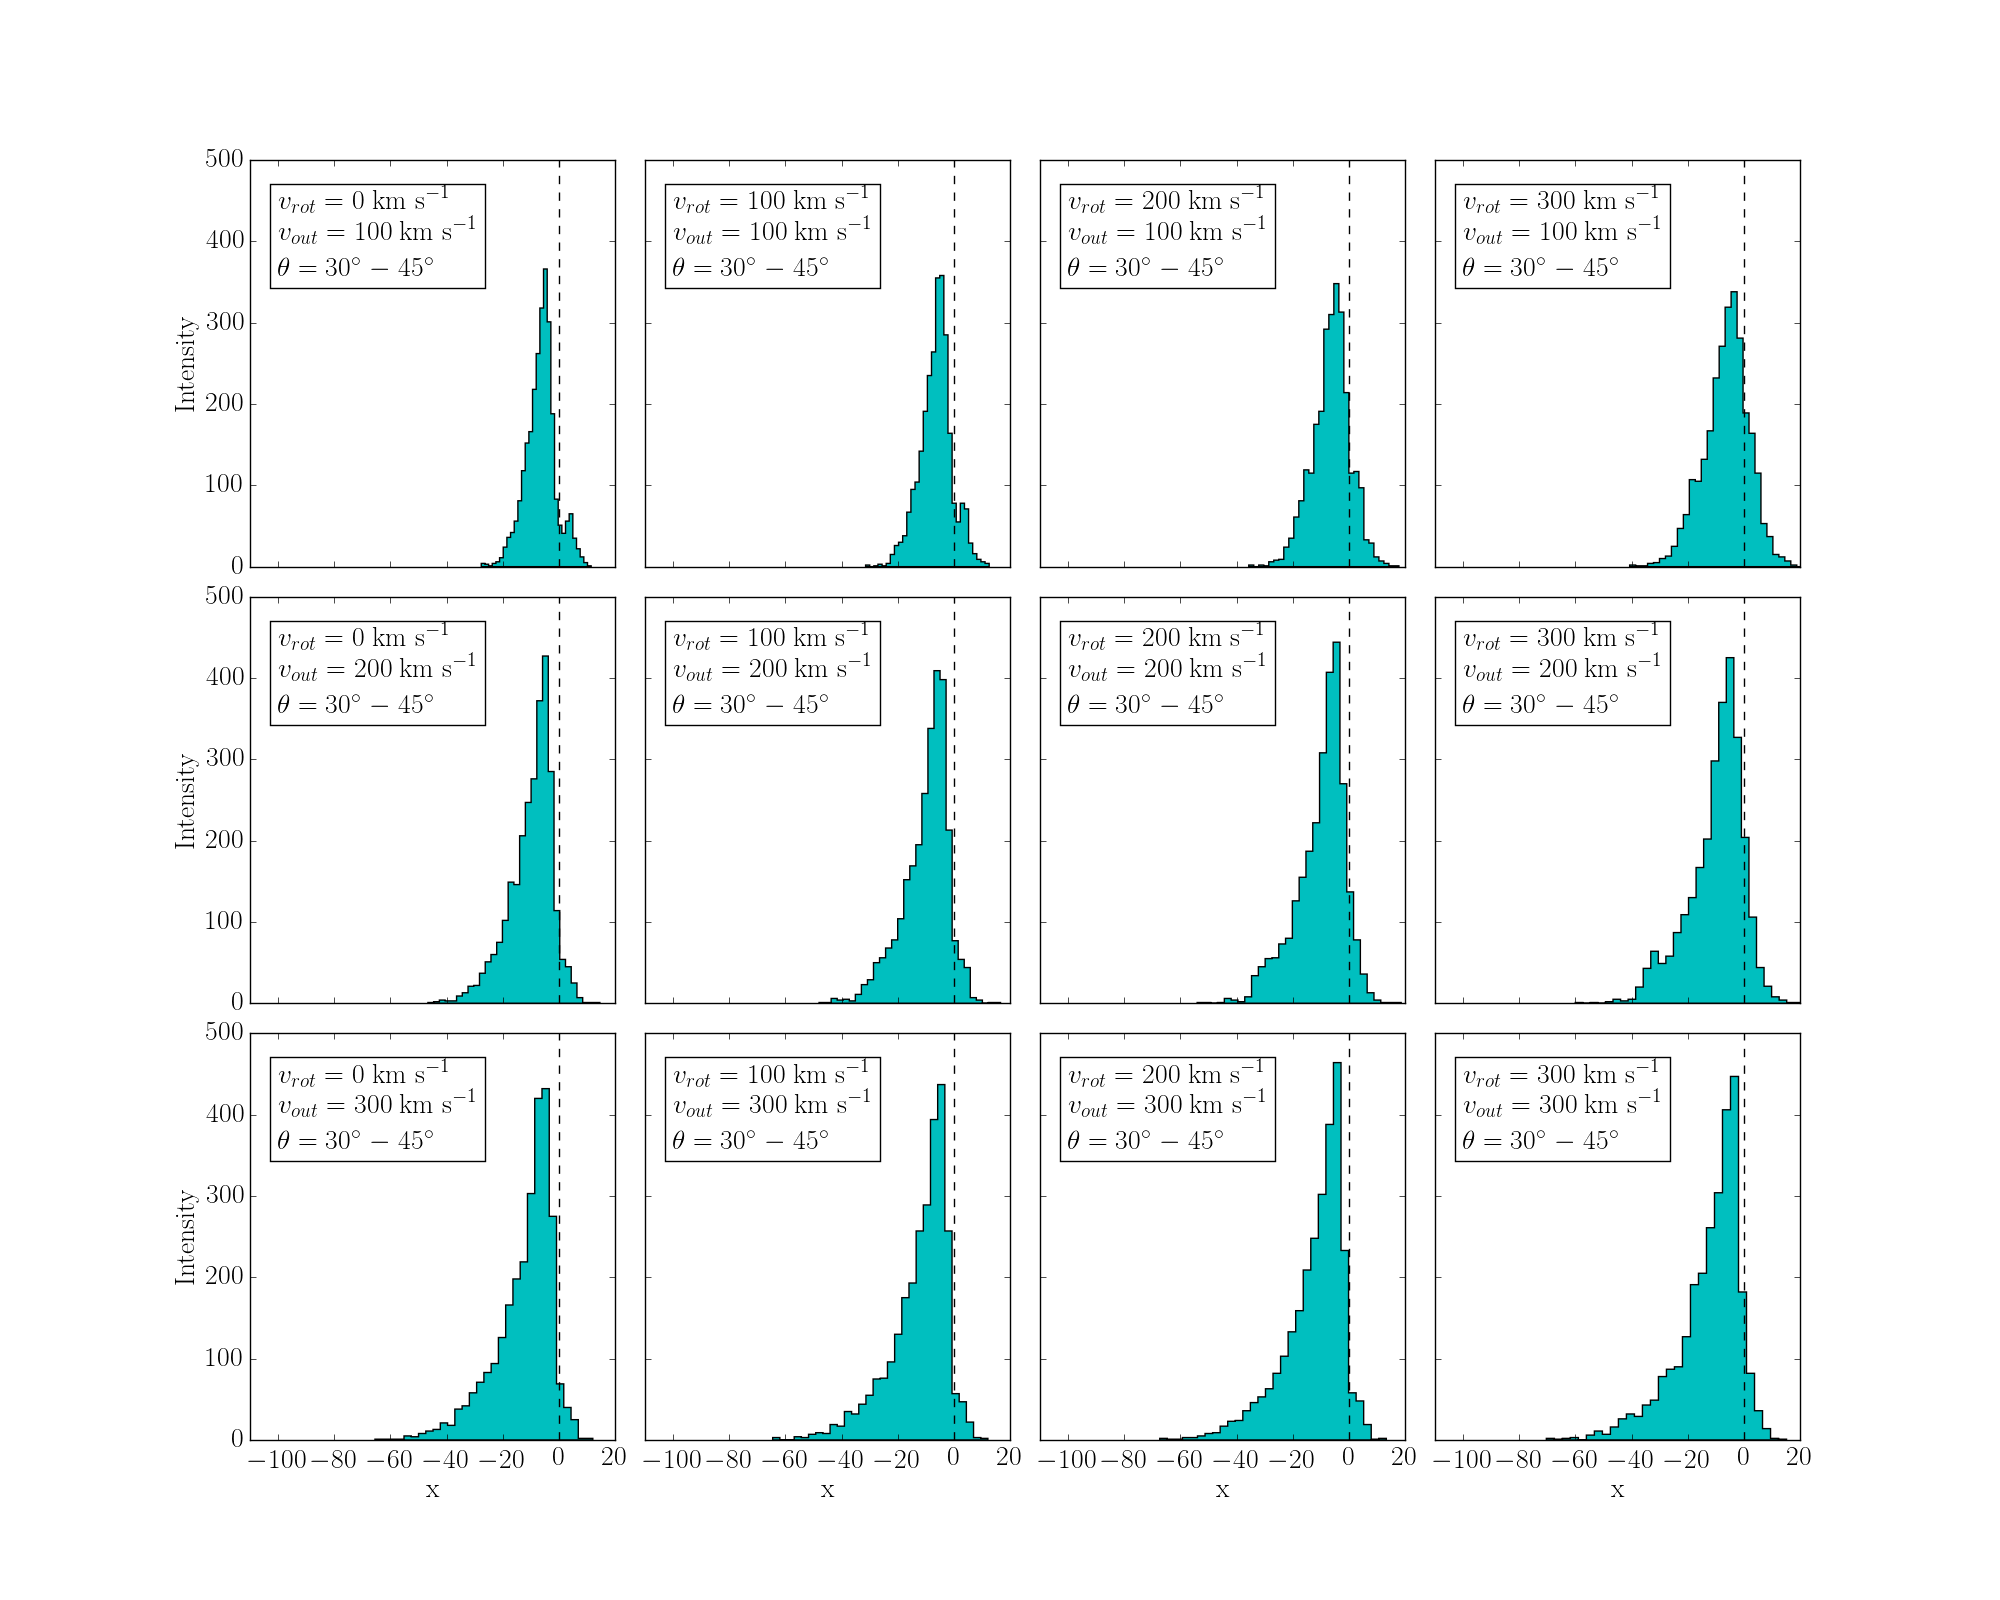 500
400
300
200
100
0
Intensity
v_rot = 0 km s⁻¹
v_out = 100 km s⁻¹
θ = 30° − 45°
v_rot = 100 km s⁻¹
v_out = 100 km s⁻¹
θ = 30° − 45°
v_rot = 200 km s⁻¹
v_out = 100 km s⁻¹
θ = 30° − 45°
v_rot = 300 km s⁻¹
v_out = 100 km s⁻¹
θ = 30° − 45°
500
400
300
200
100
0
Intensity
v_rot = 0 km s⁻¹
v_out = 200 km s⁻¹
θ = 30° − 45°
v_rot = 100 km s⁻¹
v_out = 200 km s⁻¹
θ = 30° − 45°
v_rot = 200 km s⁻¹
v_out = 200 km s⁻¹
θ = 30° − 45°
v_rot = 300 km s⁻¹
v_out = 200 km s⁻¹
θ = 30° − 45°
500
400
300
200
100
0
Intensity
v_rot = 0 km s⁻¹
v_out = 300 km s⁻¹
θ = 30° − 45°
v_rot = 100 km s⁻¹
v_out = 300 km s⁻¹
θ = 30° − 45°
v_rot = 200 km s⁻¹
v_out = 300 km s⁻¹
θ = 30° − 45°
v_rot = 300 km s⁻¹
v_out = 300 km s⁻¹
θ = 30° − 45°
−100 −80 −60 −40 −20 0 20
−100 −80 −60 −40 −20 0 20
−100 −80 −60 −40 −20 0 20
−100 −80 −60 −40 −20 0 20
x
x
x
x